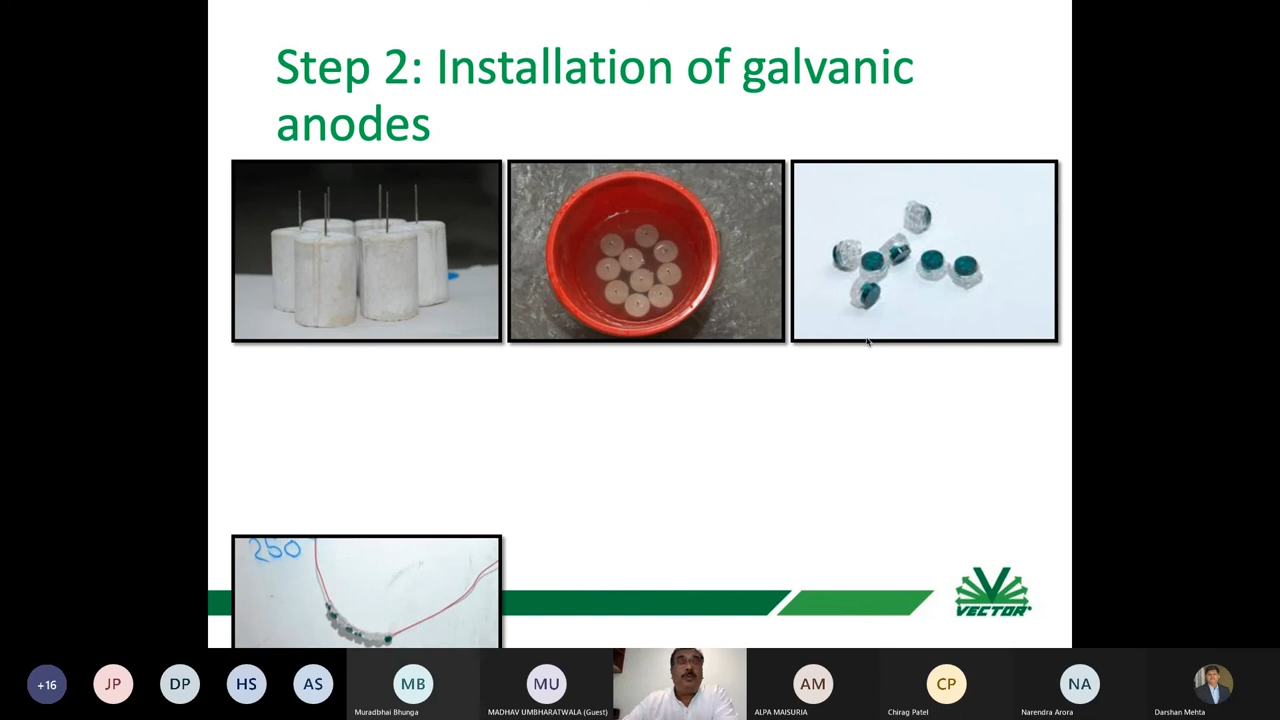 Step 2: Installation of galvanic
anodes
260
VECTOR®
+16
JP
DP
HS
AS
MB
MU
AM
CP
NA
Muradbhai Bhunga
MADHAV UMBHARATWALA (Guest)
ALPA MAISURIA
Chirag Patel
Narendra Arora
Darshan Mehta